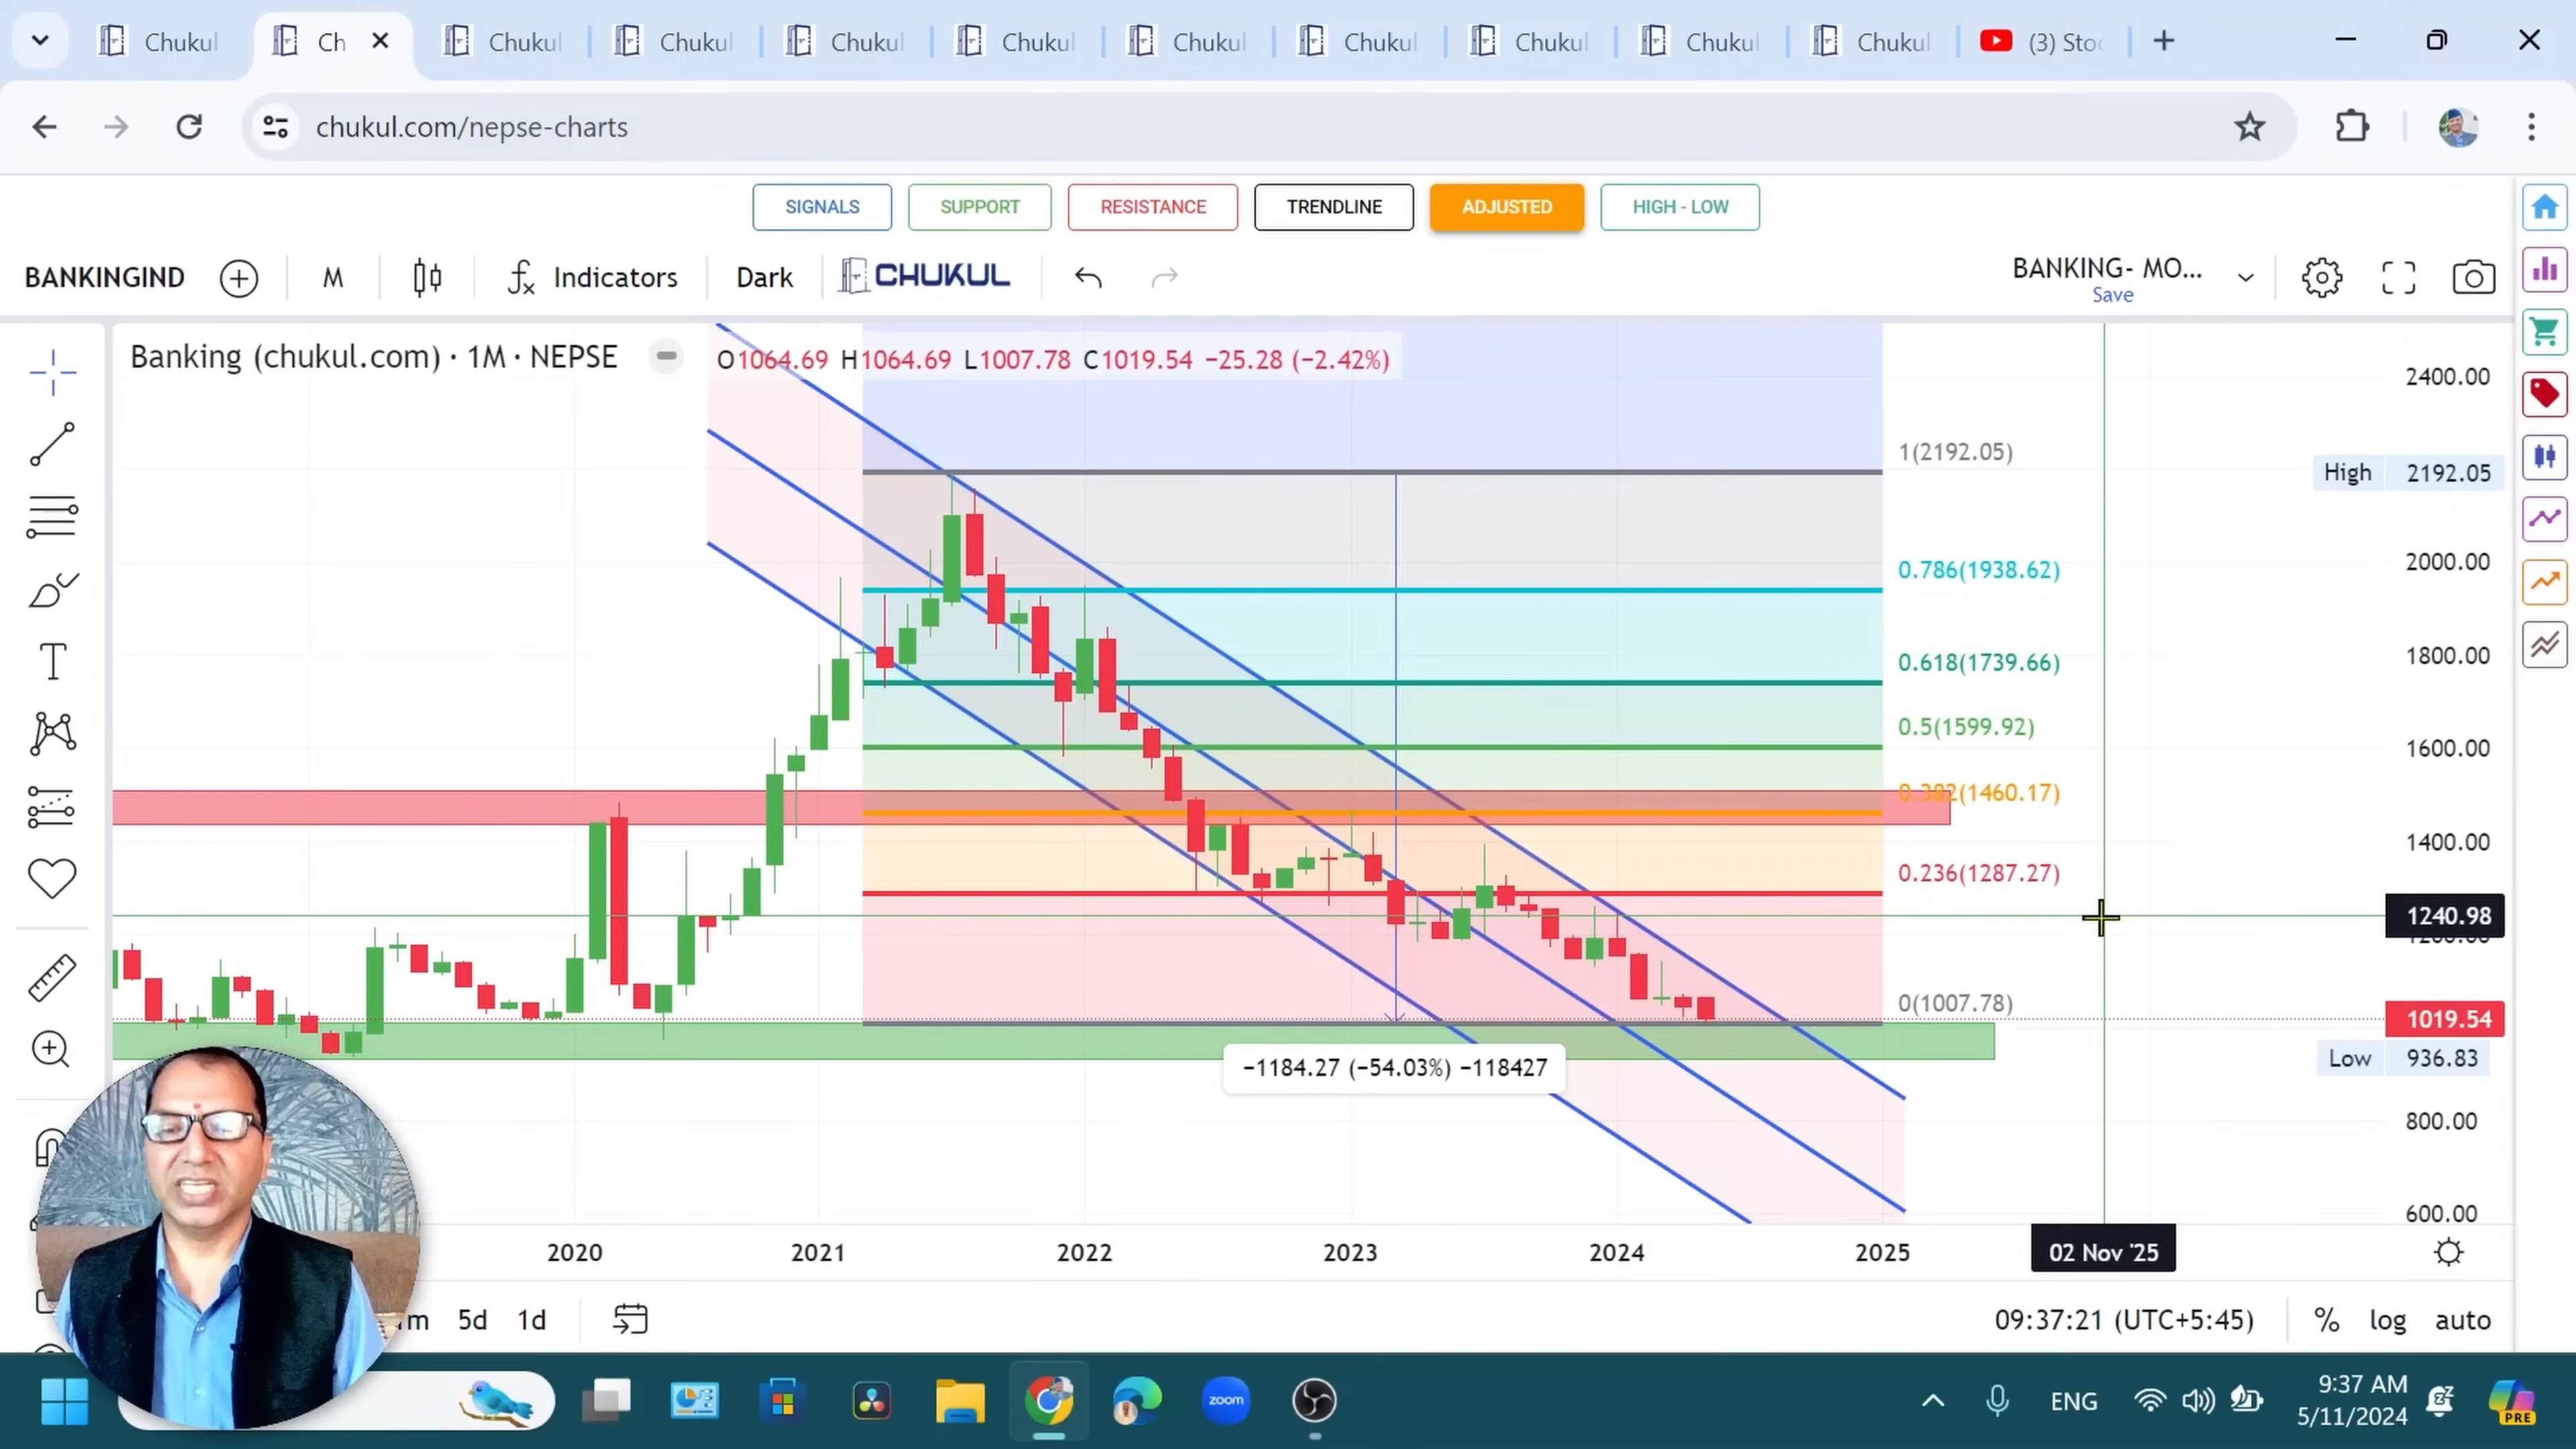 Chukul Ch Chukul Chukul Chukul Chukul Chukul Chukul Chukul Chukul Chukul (3) Sto
chukul.com/nepse-charts
SIGNALS SUPPORT RESISTANCE TRENDLINE ADJUSTED HIGH - LOW
BANKINGIND M Indicators Dark CHUKUL BANKING- MO...
Save
Banking (chukul.com) · 1M · NEPSE O1064.69 H1064.69 L1007.78 C1019.54 −25.28 (−2.42%)
2400.00
1(2192.05)
High 2192.05
0.786(1938.62)
2000.00
0.618(1739.66)
1800.00
0.5(1599.92)
1600.00
0.382(1460.17)
1400.00
0.236(1287.27)
1240.98
1200.00
0(1007.78)
1019.54
−1184.27 (−54.03%) −118427
Low 936.83
800.00
600.00
2020 2021 2022 2023 2024 2025 02 Nov '25
5d 1d 09:37:21 (UTC+5:45) % log auto
zoom
ENG
9:37 AM
5/11/2024
PRE